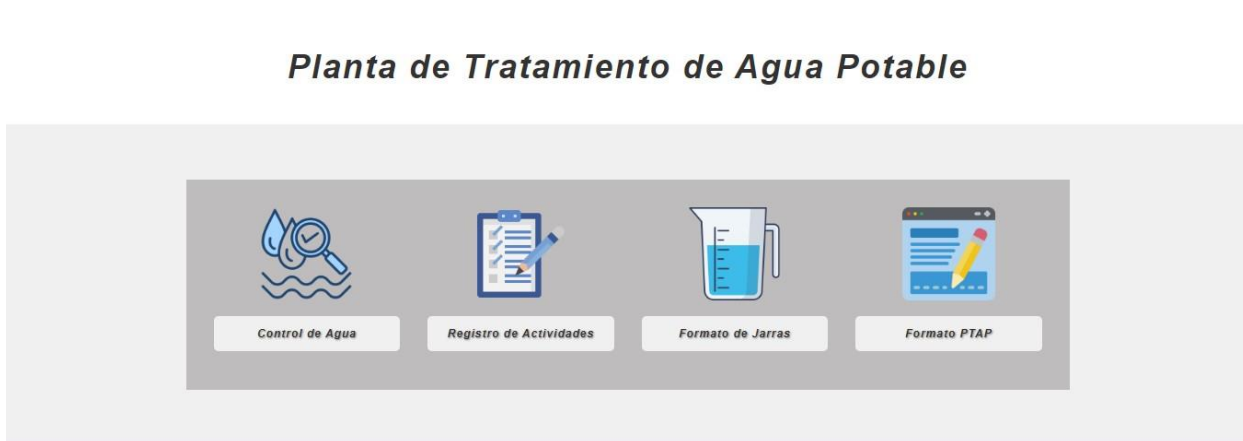 Planta de Tratamiento de Agua Potable
Control de Agua
Registro de Actividades
Formato de Jarras
Formato PTAP